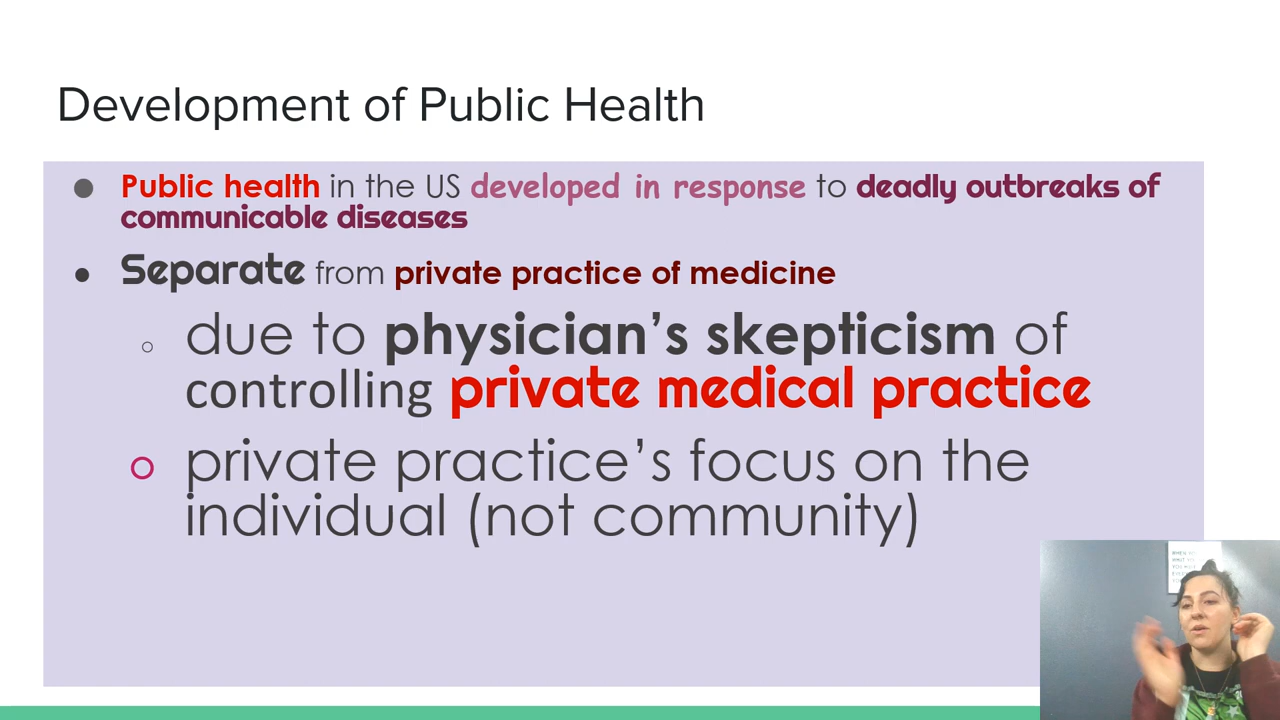 Development of Public Health
● Public health in the US developed in response to deadly outbreaks of
communicable diseases
● Separate from private practice of medicine
○ due to physician’s skepticism of
controlling private medical practice
○ private practice’s focus on the
individual (not community)